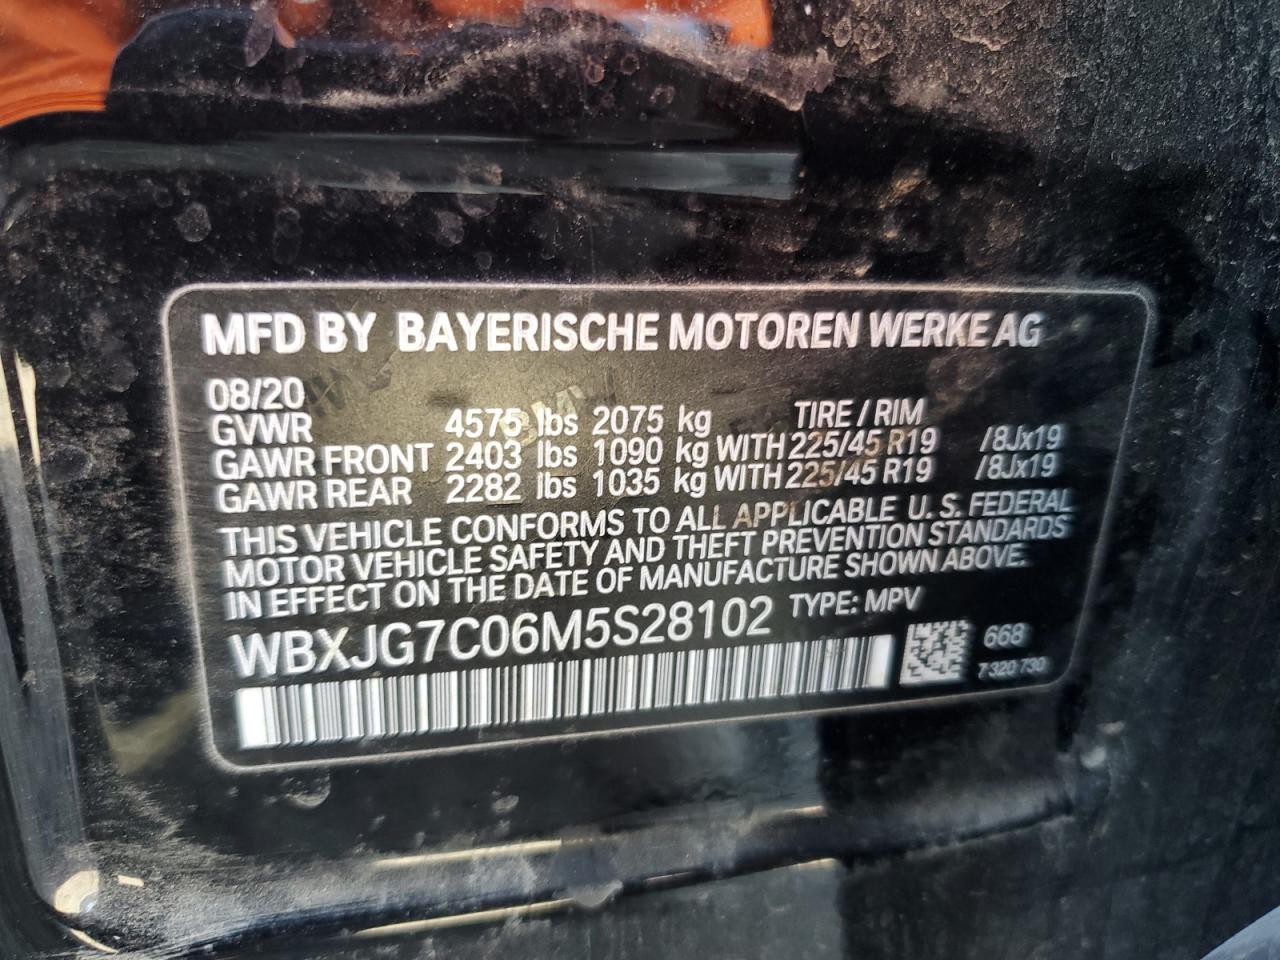 MFD BY BAYERISCHE MOTOREN WERKE AG
08/20
GVWR 4575 lbs 2075 kg TIRE / RIM
GAWR FRONT 2403 lbs 1090 kg WITH 225/45 R19 /8Jx19
GAWR REAR 2282 lbs 1035 kg WITH 225/45 R19 /8Jx19
THIS VEHICLE CONFORMS TO ALL APPLICABLE U.S. FEDERAL
MOTOR VEHICLE SAFETY AND THEFT PREVENTION STANDARDS
IN EFFECT ON THE DATE OF MANUFACTURE SHOWN ABOVE.
WBXJG7C06M5S28102 TYPE: MPV
668
7 320 730